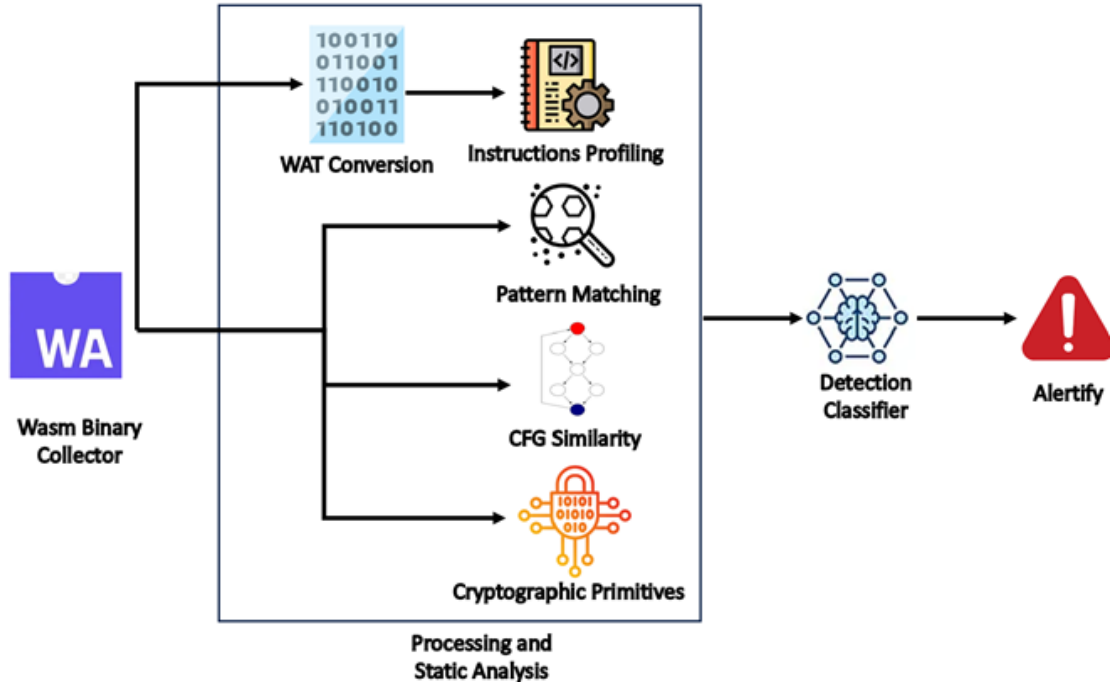 100110
011001
110010
010011
110100
WAT Conversion
</>
Instructions Profiling
Pattern Matching
WA
Wasm Binary
Collector
CFG Similarity
10101
01010
010
Cryptographic Primitives
Processing and
Static Analysis
Detection
Classifier
!
Alertify